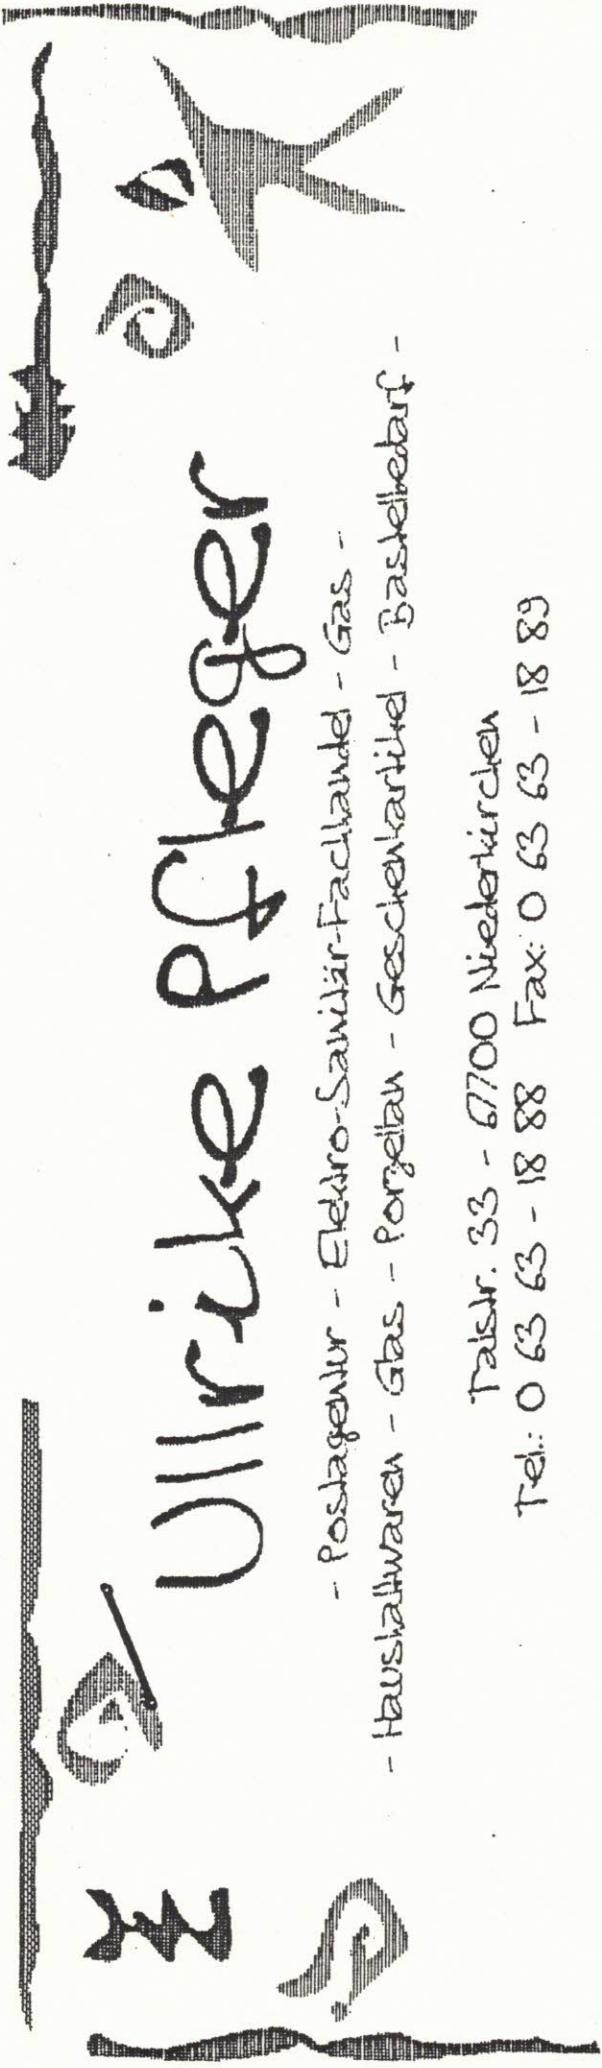 Ullrike Pfleger
- Postagentur - Elektro-Sanitär-Fachhandel - Gas -
- Haushaltwaren - Glas - Porzellan - Geschenkartikel - Bastelbedarf -
Talstr. 33 - 67700 Niederkirchen
Tel.: 0 63 63 - 18 88 Fax: 0 63 63 - 18 89